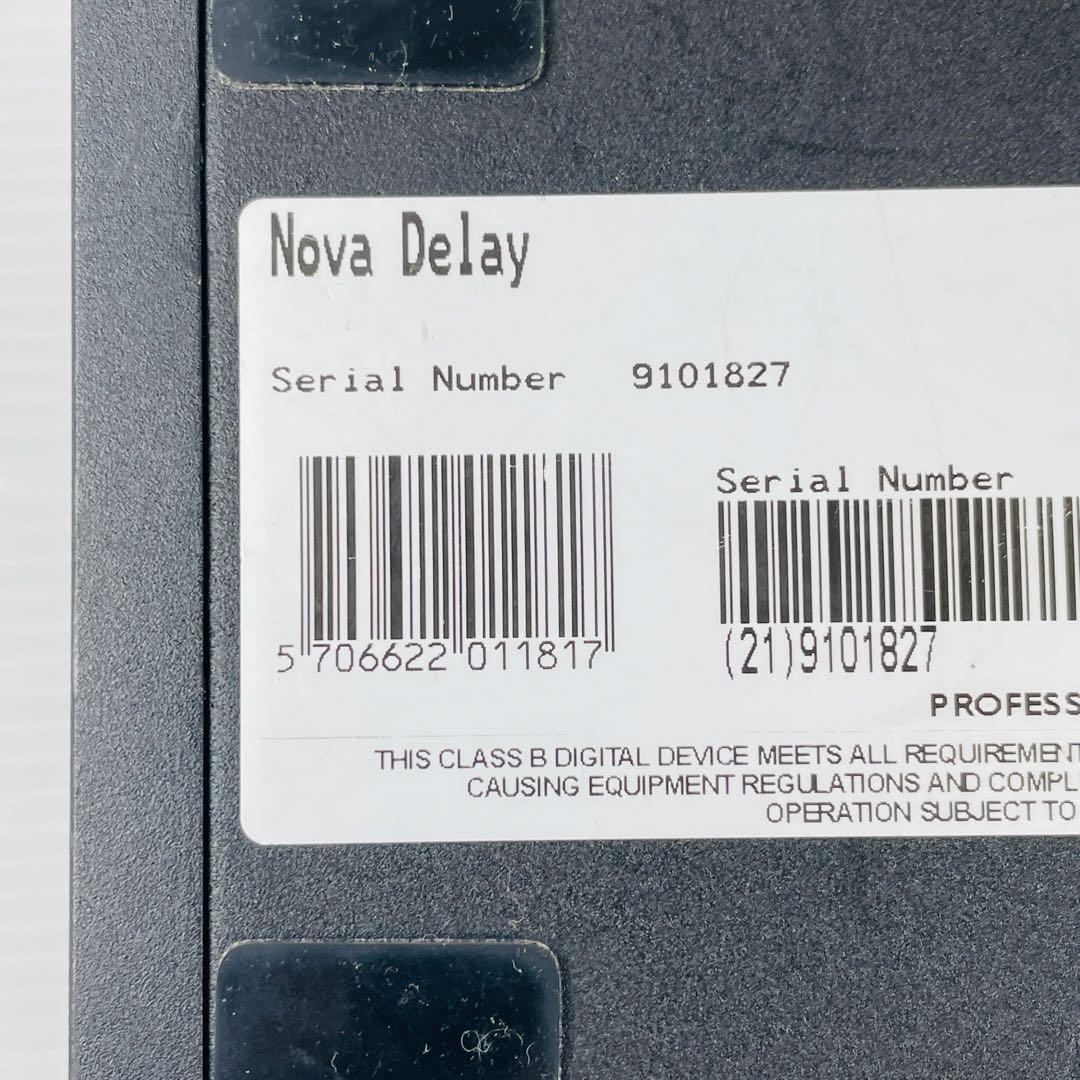 Nova Delay
Serial Number 9101827
5 706622 011817
Serial Number
(21)9101827
PROFESS
THIS CLASS B DIGITAL DEVICE MEETS ALL REQUIREMENT
CAUSING EQUIPMENT REGULATIONS AND COMPL
OPERATION SUBJECT TO